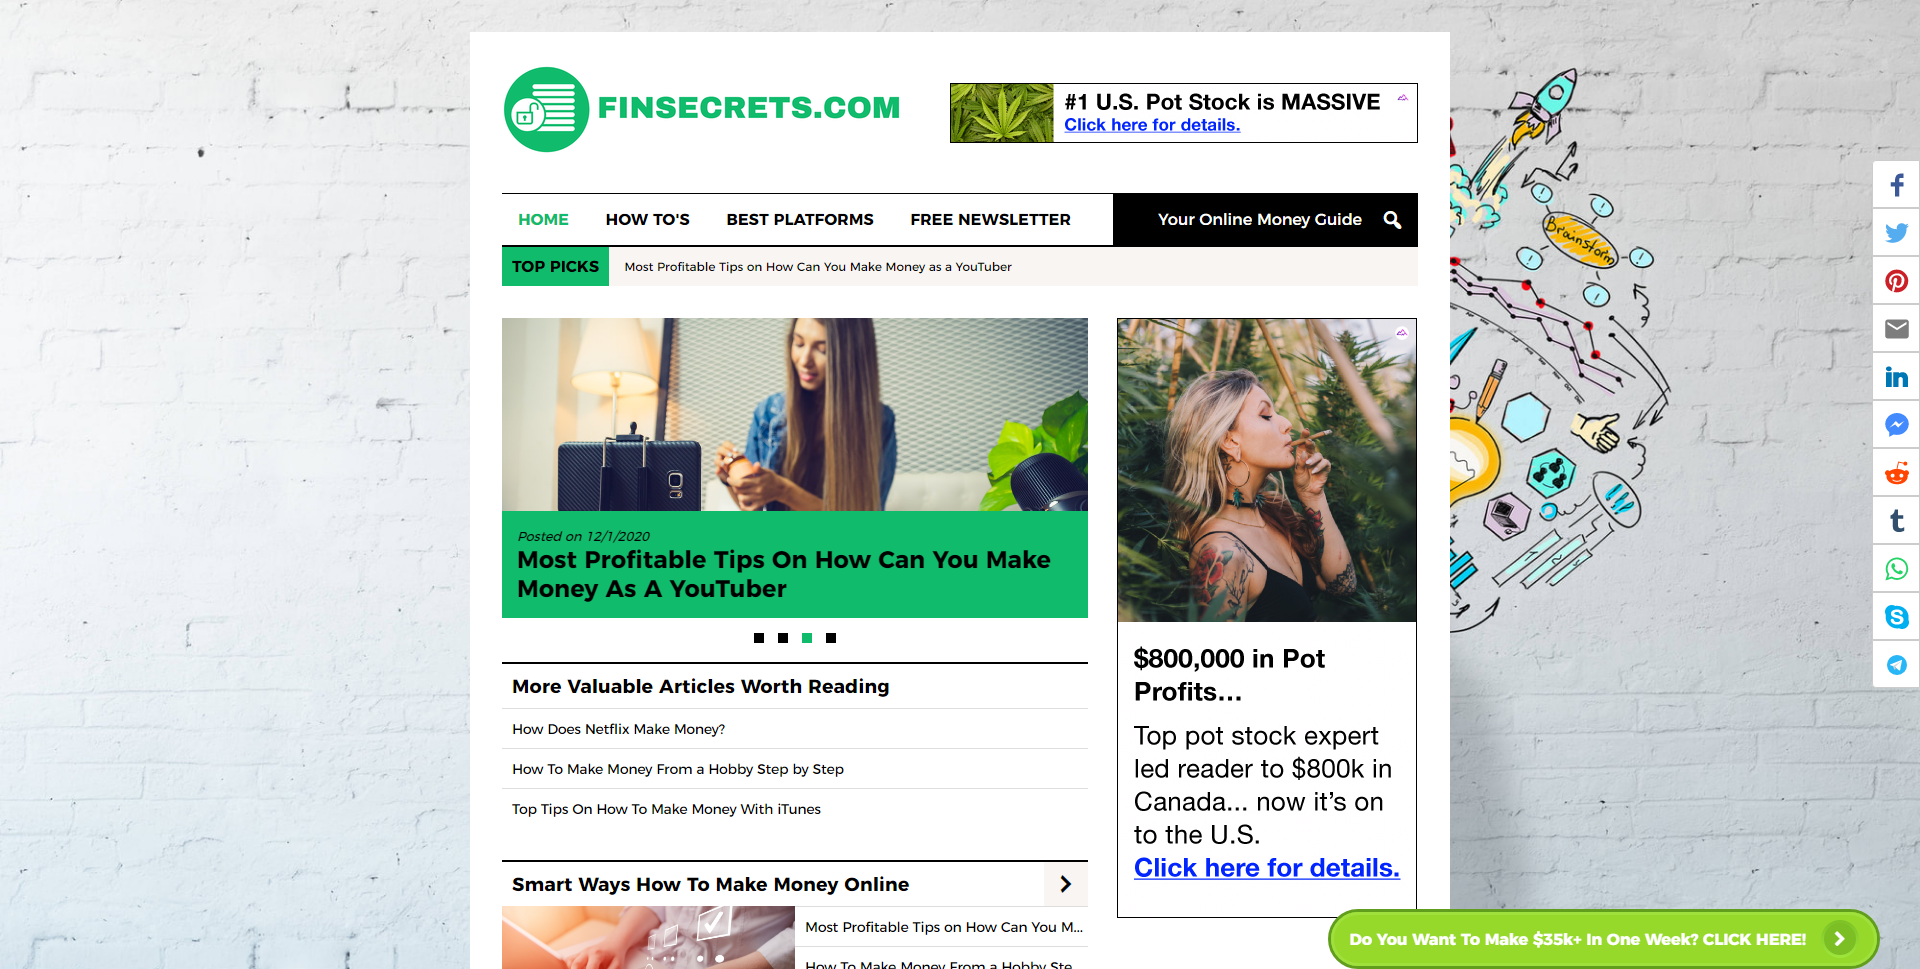 FINSECRETS.COM
#1 U.S. Pot Stock is MASSIVE
Click here for details.
HOME
HOW TO'S
BEST PLATFORMS
FREE NEWSLETTER
Your Online Money Guide
TOP PICKS
Most Profitable Tips on How Can You Make Money as a YouTuber
Brainstorm
Posted on 12/1/2020
Most Profitable Tips On How Can You Make
Money As A YouTuber
More Valuable Articles Worth Reading
How Does Netflix Make Money?
How To Make Money From a Hobby Step by Step
Top Tips On How To Make Money With iTunes
Smart Ways How To Make Money Online
Most Profitable Tips on How Can You M...
How To Make Money From a Hobby Ste...
$800,000 in Pot
Profits...
Top pot stock expert
led reader to $800k in
Canada... now it’s on
to the U.S.
Click here for details.
Do You Want To Make $35k+ In One Week? CLICK HERE!